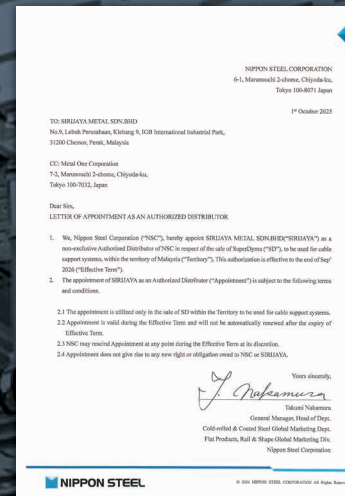 NIPPON STEEL CORPORATION
6-1, Marunouchi 2-chome, Chiyoda-ku,
Tokyo 100-8071 Japan
1st October 2025
TO: SIRIJAYA METAL SDN.BHD
No.9, Lebuh Perusahaan, Klebang 9, IGB International Industrial Park,
31200 Chemor, Perak, Malaysia
CC: Metal One Corporation
7-2, Marunouchi 2-chome, Chiyoda-ku,
Tokyo 100-7032, Japan
Dear Sirs,
LETTER OF APPOINTMENT AS AN AUTHORIZED DISTRIBUTOR
1. We, Nippon Steel Corporation ("NSC"), hereby appoint SIRIJAYA METAL SDN.BHD("SIRIJAYA") as a
non-exclusive Authorized Distributor of NSC in respect of the sale of SuperDyma ("SD"), to be used for cable
support systems, within the territory of Malaysia ("Territory"). This authorization is effective to the end of Sep'
2026 ("Effective Term").
2. The appointment of SIRIJAYA as an Authorized Distributor ("Appointment") is subject to the following terms
and conditions.
2.1 The appointment is utilized only in the sale of SD within the Territory to be used for cable support systems.
2.2 Appointment is valid during the Effective Term and will not be automatically renewed after the expiry of
Effective Term.
2.3 NSC may rescind Appointment at any point during the Effective Term at its discretion.
2.4 Appointment does not give rise to any new right or obligation owed to NSC or SIRIJAYA.
Yours sincerely,
T. Nakamura
Takumi Nakamura
General Manager, Head of Dept.
Cold-rolled & Coated Steel Global Marketing Dept.
Flat Products, Rail & Shape Global Marketing Div.
Nippon Steel Corporation
NIPPON STEEL
NIPPON STEEL CORPORATION All Rights